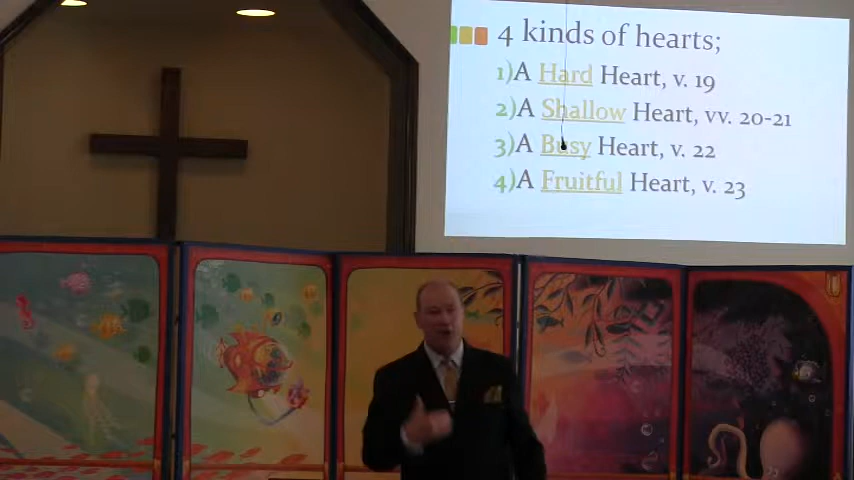 4 kinds of hearts;
1) A Hard Heart, v. 19
2) A Shallow Heart, vv. 20-21
3) A Busy Heart, v. 22
4) A Fruitful Heart, v. 23